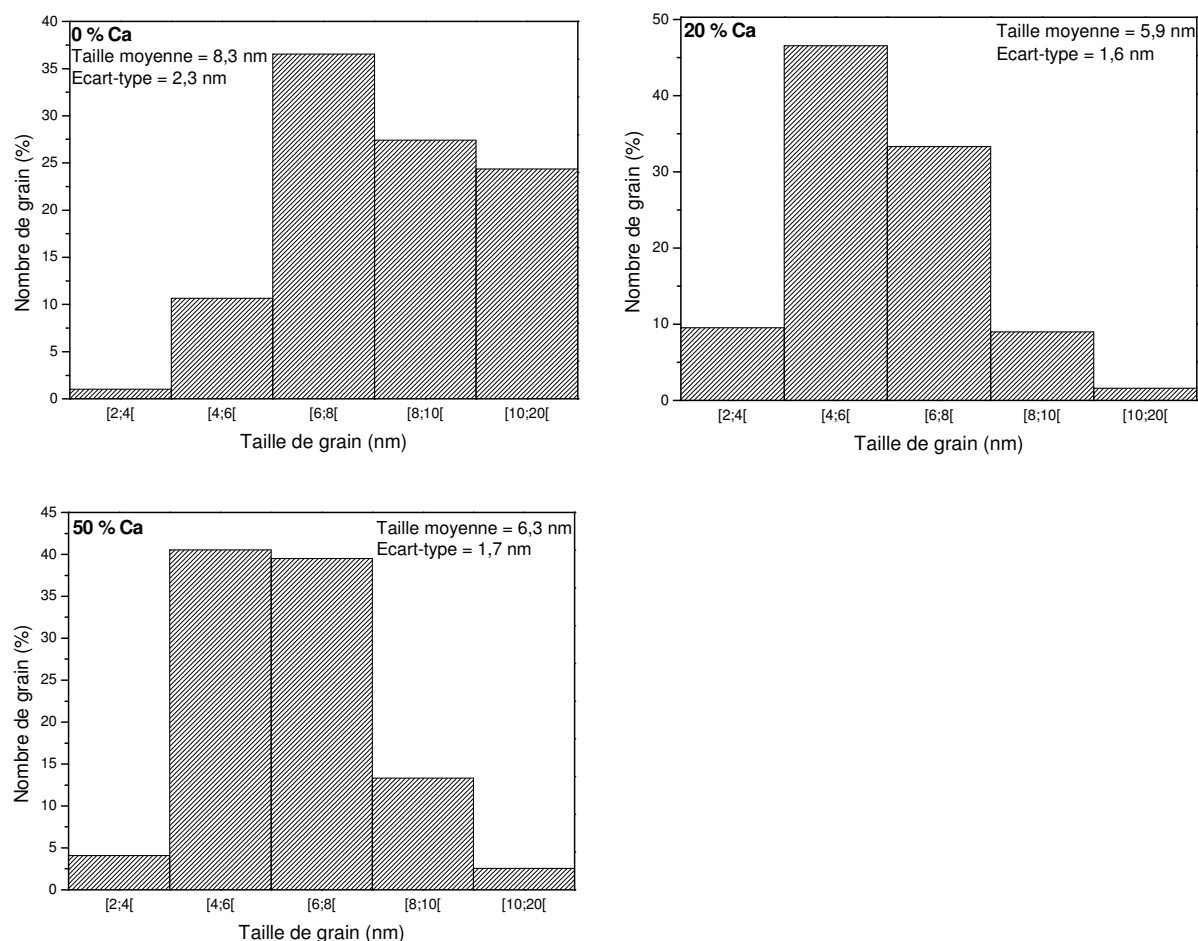 0 % Ca
Taille moyenne = 8,3 nm
Ecart-type = 2,3 nm
40
35
30
25
20
15
10
5
0
Nombre de grain (%)
[2;4[
[4;6[
[6;8[
[8;10[
[10;20[
Taille de grain (nm)
20 % Ca
Taille moyenne = 5,9 nm
Ecart-type = 1,6 nm
50
40
30
20
10
0
Nombre de grain (%)
[2;4[
[4;6[
[6;8[
[8;10[
[10;20[
Taille de grain (nm)
50 % Ca
Taille moyenne = 6,3 nm
Ecart-type = 1,7 nm
45
40
35
30
25
20
15
10
5
0
Nombre de grain (%)
[2;4[
[4;6[
[6;8[
[8;10[
[10;20[
Taille de grain (nm)